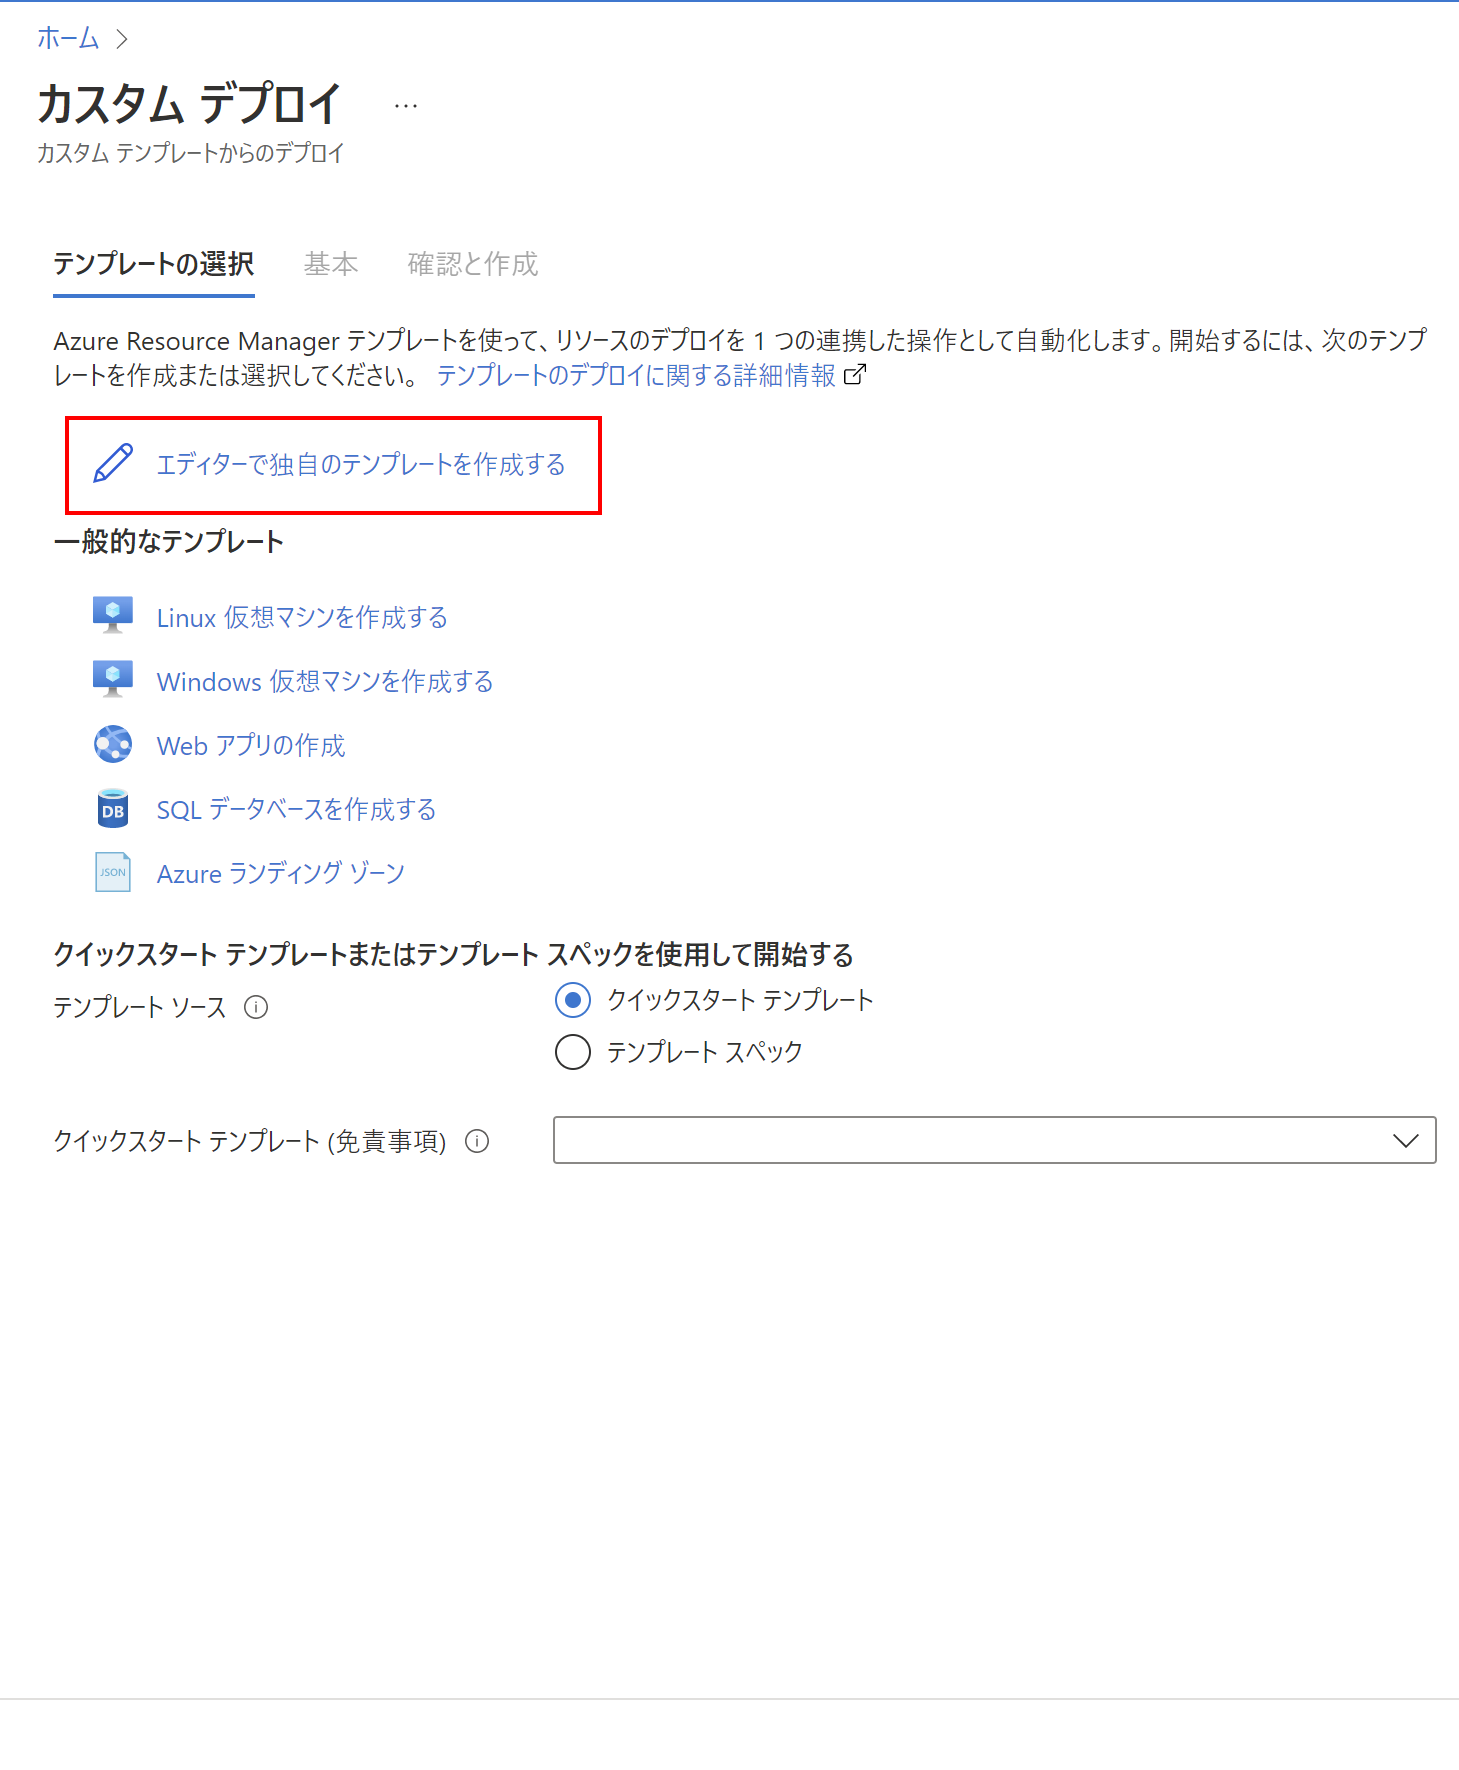 ホーム
カスタム デプロイ ...
カスタム テンプレートからのデプロイ
テンプレートの選択 基本 確認と作成
Azure Resource Manager テンプレートを使って、リソースのデプロイを 1 つの連携した操作として自動化します。開始するには、次のテンプ
レートを作成または選択してください。 テンプレートのデプロイに関する詳細情報
エディターで独自のテンプレートを作成する
一般的なテンプレート
Linux 仮想マシンを作成する
Windows 仮想マシンを作成する
Web アプリの作成
DB SQL データベースを作成する
JSON Azure ランディング ゾーン
クイックスタート テンプレートまたはテンプレート スペックを使用して開始する
テンプレート ソース クイックスタート テンプレート
テンプレート スペック
クイックスタート テンプレート (免責事項)